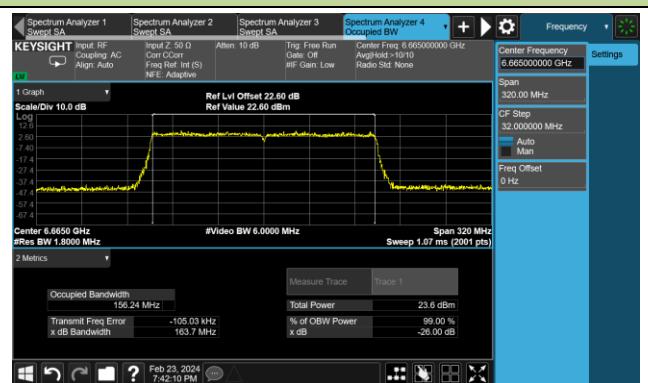 Spectrum Analyzer 1
Swept SA
Spectrum Analyzer 2
Swept SA
Spectrum Analyzer 3
Swept SA
Spectrum Analyzer 4
Occupied BW
Frequency
KEYSIGHT
Input: RF
Coupling: AC
Align: Auto
Input Z: 50 Ω
Corr CCorr
Freq Ref: Int (S)
NFE: Adaptive
Atten: 10 dB
Trig: Free Run
Gate: Off
#IF Gain: Low
Center Freq: 6.665000000 GHz
Avg|Hold:>10/10
Radio Std: None
LV
Center Frequency
6.665000000 GHz
Settings
Span
320.00 MHz
CF Step
32.000000 MHz
Auto
Man
Freq Offset
0 Hz
1 Graph
Scale/Div 10.0 dB
Ref Lvl Offset 22.60 dB
Ref Value 22.60 dBm
Log
12.6
2.60
-7.40
-17.4
-27.4
-37.4
-47.4
-57.4
-67.4
Center 6.6650 GHz
#Res BW 1.8000 MHz
#Video BW 6.0000 MHz
Span 320 MHz
Sweep 1.07 ms (2001 pts)
2 Metrics
Measure Trace
Trace 1
Occupied Bandwidth
156.24 MHz
Total Power
23.6 dBm
Transmit Freq Error
-105.03 kHz
% of OBW Power
99.00 %
x dB Bandwidth
163.7 MHz
x dB
-26.00 dB
Feb 23, 2024
7:42:10 PM